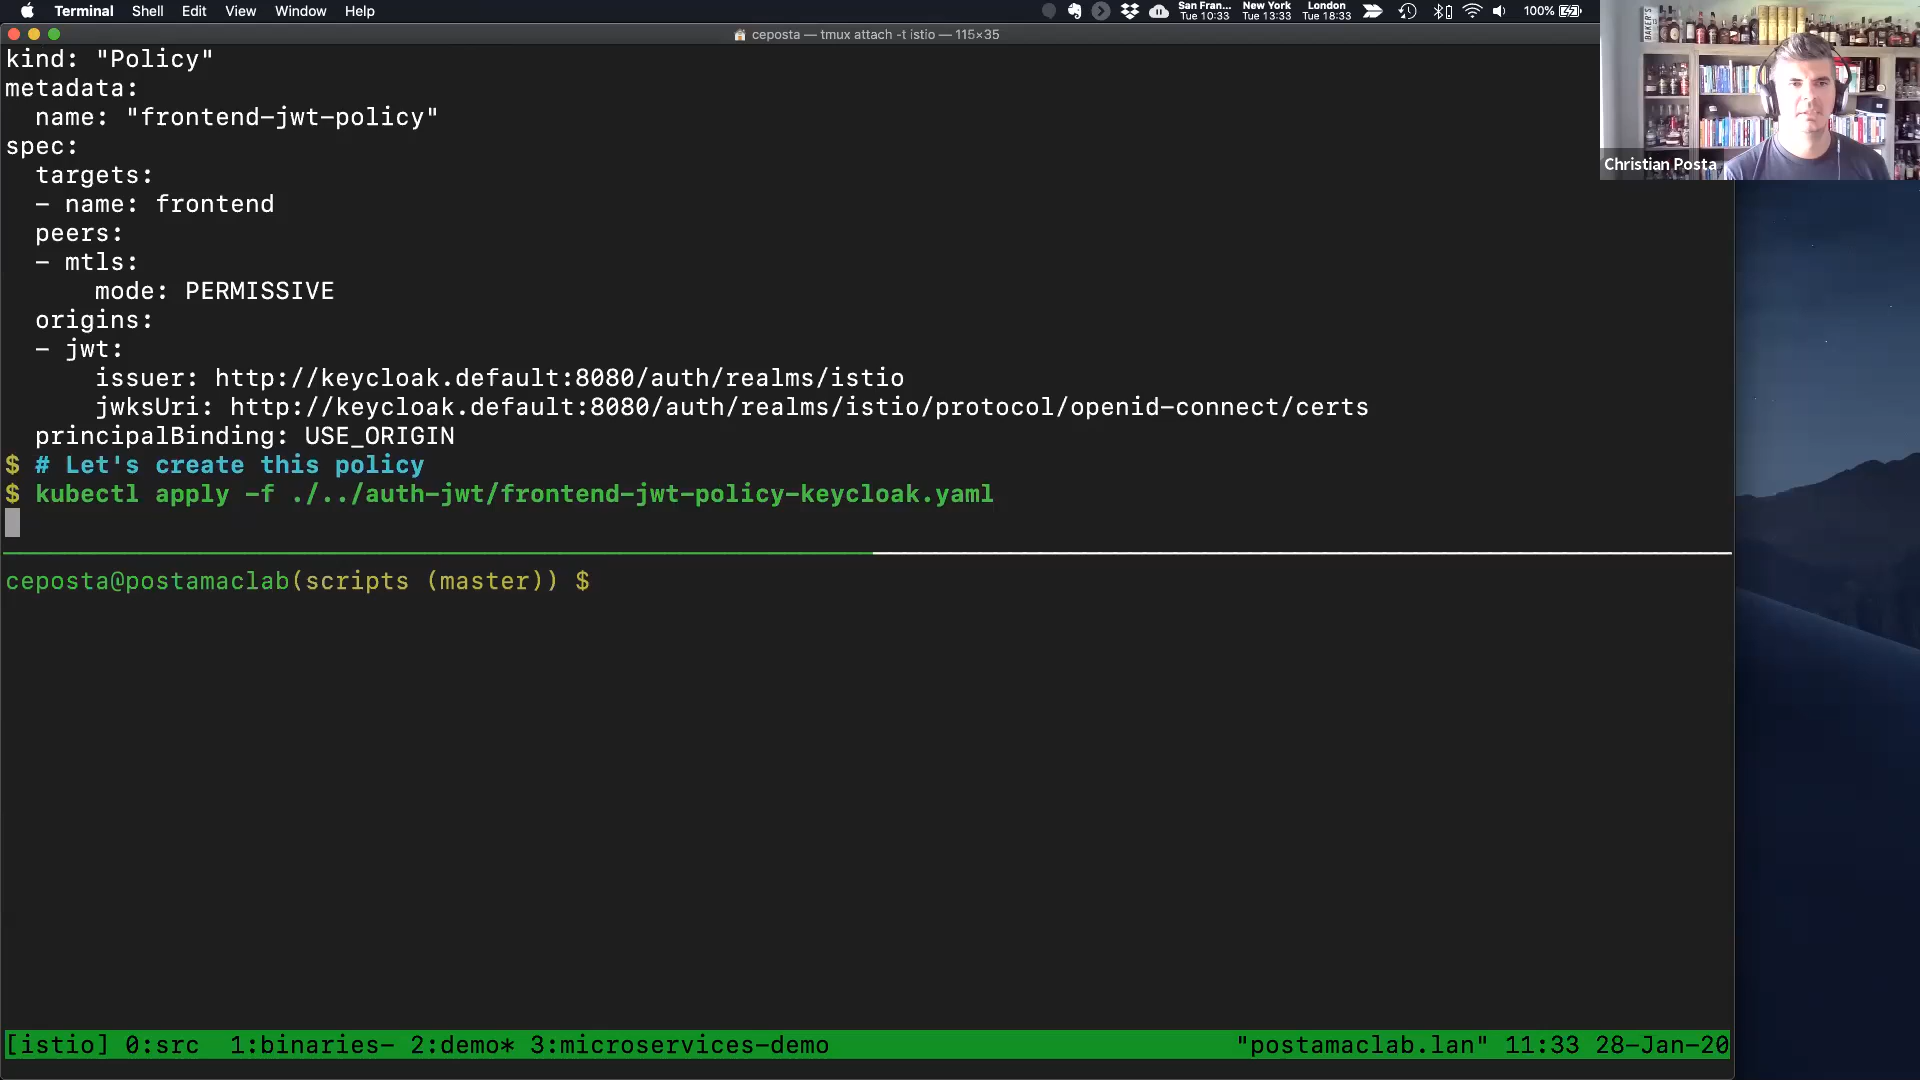 Terminal Shell Edit View Window Help
San Fran... New York London
Tue 10:33 Tue 13:33 Tue 18:33
100%
ceposta — tmux attach -t istio — 115×35
BAKER'S
kind: "Policy"
metadata:
name: "frontend-jwt-policy"
spec:
targets:
- name: frontend
peers:
- mtls:
mode: PERMISSIVE
origins:
- jwt:
issuer: http://keycloak.default:8080/auth/realms/istio
jwksUri: http://keycloak.default:8080/auth/realms/istio/protocol/openid-connect/certs
principalBinding: USE_ORIGIN
$ # Let's create this policy
$ kubectl apply -f ./../auth-jwt/frontend-jwt-policy-keycloak.yaml
Christian Posta
ceposta@postamaclab(scripts (master)) $
[istio] 0:src 1:binaries- 2:demo* 3:microservices-demo
"postamaclab.lan" 11:33 28-Jan-20